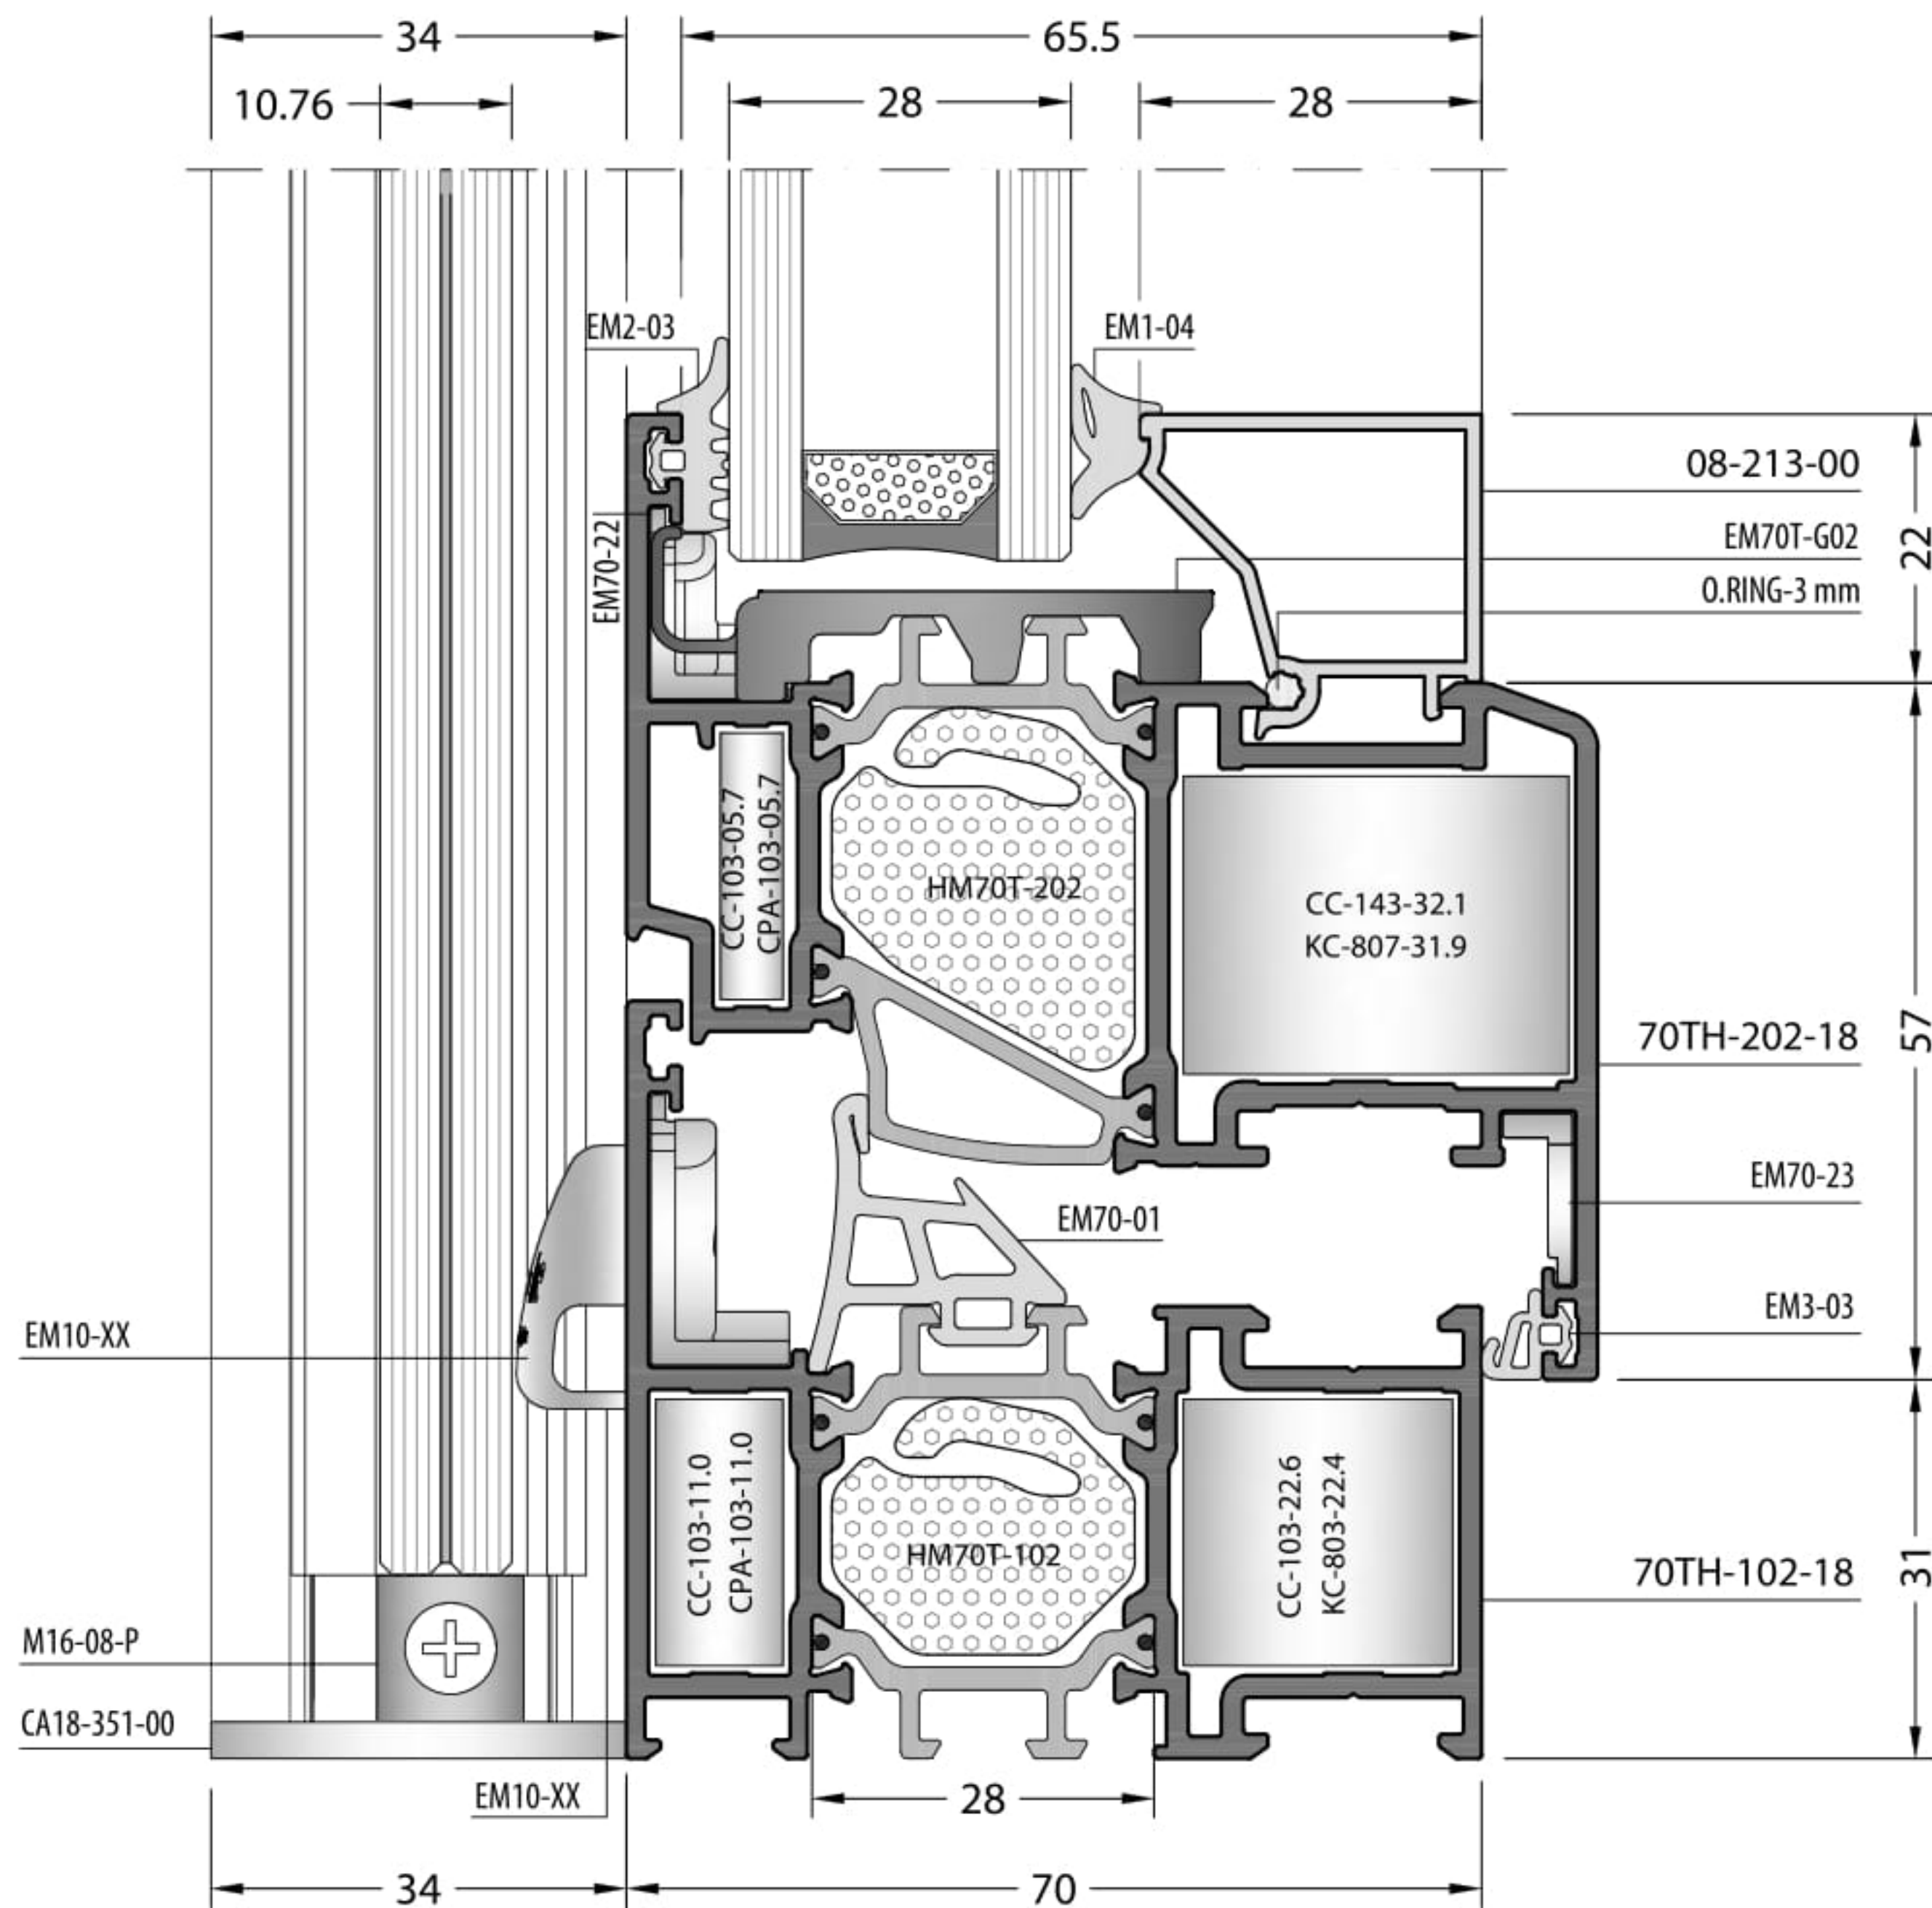 34
65.5
10.76
28
28
EM2-03
EM1-04
08-213-00
EM70T-G02
O.RING-3 mm
22
EM70-22
CC-103-05.7
CPA-103-05.7
HM70T-202
CC-143-32.1
KC-807-31.9
70TH-202-18
57
EM70-23
EM70-01
EM3-03
EM10-XX
CC-103-11.0
CPA-103-11.0
HM70T-102
CC-103-22.6
KC-803-22.4
70TH-102-18
31
M16-08-P
CA18-351-00
EM10-XX
28
34
70